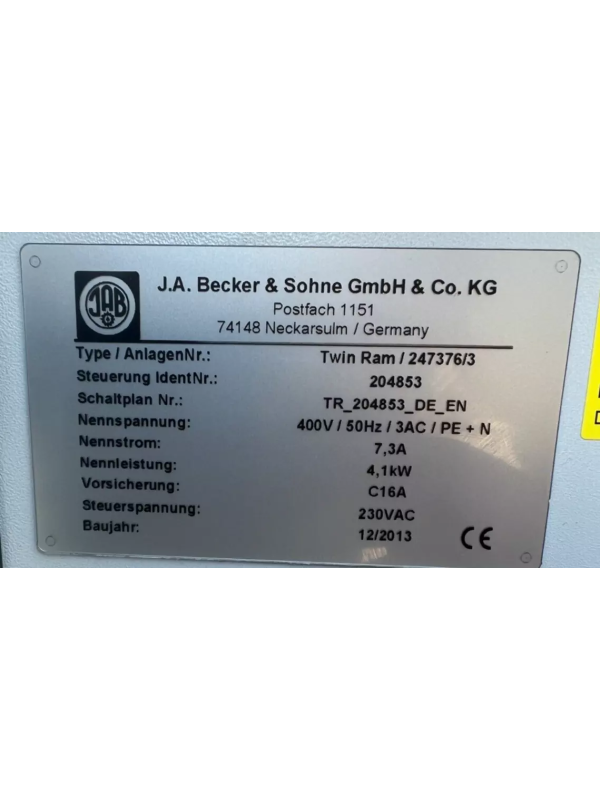 JAB
J.A. Becker & Sohne GmbH & Co. KG
Postfach 1151
74148 Neckarsulm / Germany
Type / AnlagenNr.: Twin Ram / 247376/3
Steuerung IdentNr.: 204853
Schaltplan Nr.: TR_204853_DE_EN
Nennspannung: 400V / 50Hz / 3AC / PE + N
Nennstrom: 7,3A
Nennleistung: 4,1kW
Vorsicherung: C16A
Steuerspannung: 230VAC
Baujahr: 12/2013 CE